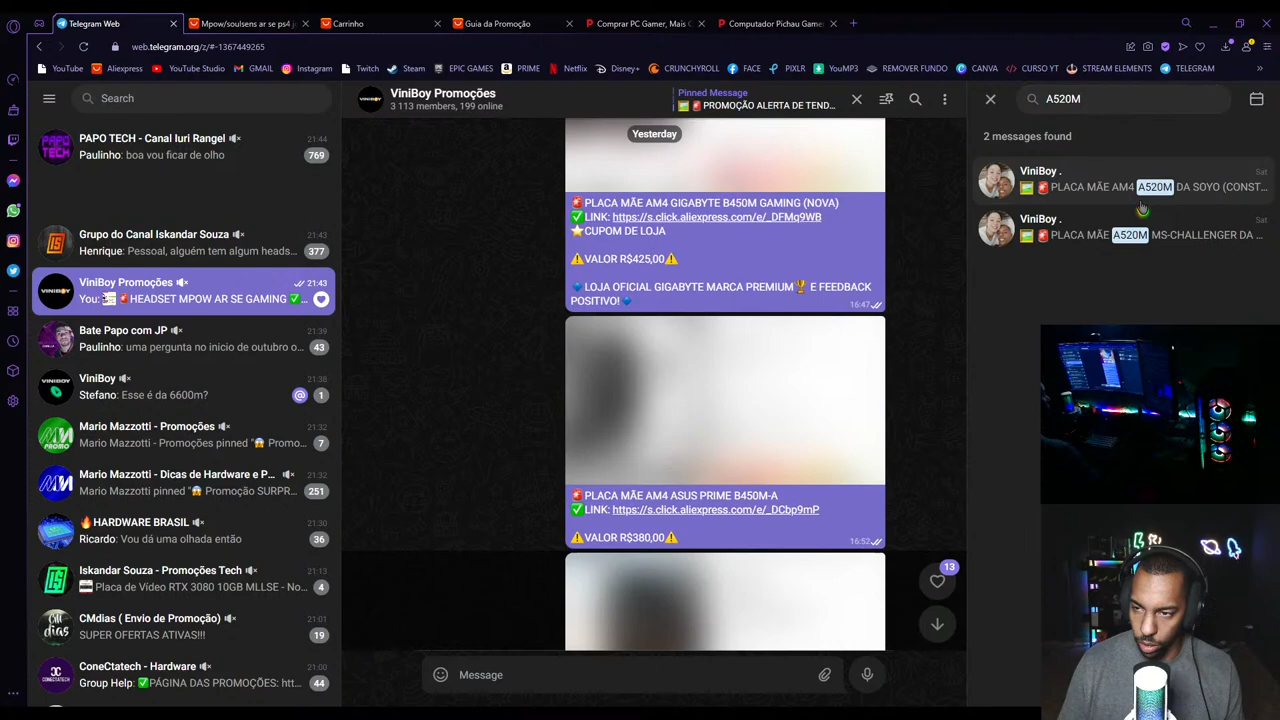 Telegram Web
Mpow/soulsens ar se ps4 jo
Carrinho
Guia da Promoção
Comprar PC Gamer, Mais C
Computador Pichau Gamer
web.telegram.org/z/#-1367449265
YouTube
Aliexpress
YouTube Studio
GMAIL
Instagram
Twitch
Steam
EPIC GAMES
PRIME
Netflix
Disney+
CRUNCHYROLL
FACE
PIXLR
YouMP3
REMOVER FUNDO
CANVA
CURSO YT
STREAM ELEMENTS
TELEGRAM
Search
PAPO TECH - Canal Iuri Rangel
21:44
Paulinho: boa vou ficar de olho
769
Grupo do Canal Iskandar Souza
21:44
Henrique: Pessoal, alguém tem algum heads...
377
ViniBoy Promoções
21:43
You: 🚨HEADSET MPOW AR SE GAMING ✅...
Bate Papo com JP
21:39
Paulinho: uma pergunta no inicio de outubro o...
43
ViniBoy
21:38
Stefano: Esse é da 6600m?
@ 1
Mario Mazzotti - Promoções
21:32
Mario Mazzotti - Promoções pinned "😱 Promo...
7
Mario Mazzotti - Dicas de Hardware e P...
21:32
Mario Mazzotti pinned "😱 Promoção SURPR...
251
🔥HARDWARE BRASIL
21:30
Ricardo: Vou dá uma olhada então
36
Iskandar Souza - Promoções Tech
21:13
Placa de Vídeo RTX 3080 10GB MLLSE - No...
4
CMdias ( Envio de Promoção)
21:01
SUPER OFERTAS ATIVAS!!!
19
ConeCtatech - Hardware
21:00
Group Help: ✅PÁGINA DAS PROMOÇÕES: htt...
44
ViniBoy Promoções
3 113 members, 199 online
Pinned Message
🚨PROMOÇÃO ALERTA DE TEND...
Yesterday
🚨PLACA MÃE AM4 GIGABYTE B450M GAMING (NOVA)
✅LINK: https://s.click.aliexpress.com/e/_DFMq9WB
⭐CUPOM DE LOJA
⚠️VALOR R$425,00⚠️
💎LOJA OFICIAL GIGABYTE MARCA PREMIUM🏆 E FEEDBACK
POSITIVO!💎
16:47
🚨PLACA MÃE AM4 ASUS PRIME B450M-A
✅LINK: https://s.click.aliexpress.com/e/_DCbp9mP
⚠️VALOR R$380,00⚠️
16:52
13
Message
A520M
2 messages found
ViniBoy .
Sat
🚨PLACA MÃE AM4 A520M DA SOYO (CONST...
ViniBoy .
Sat
🚨PLACA MÃE A520M MS-CHALLENGER DA ...